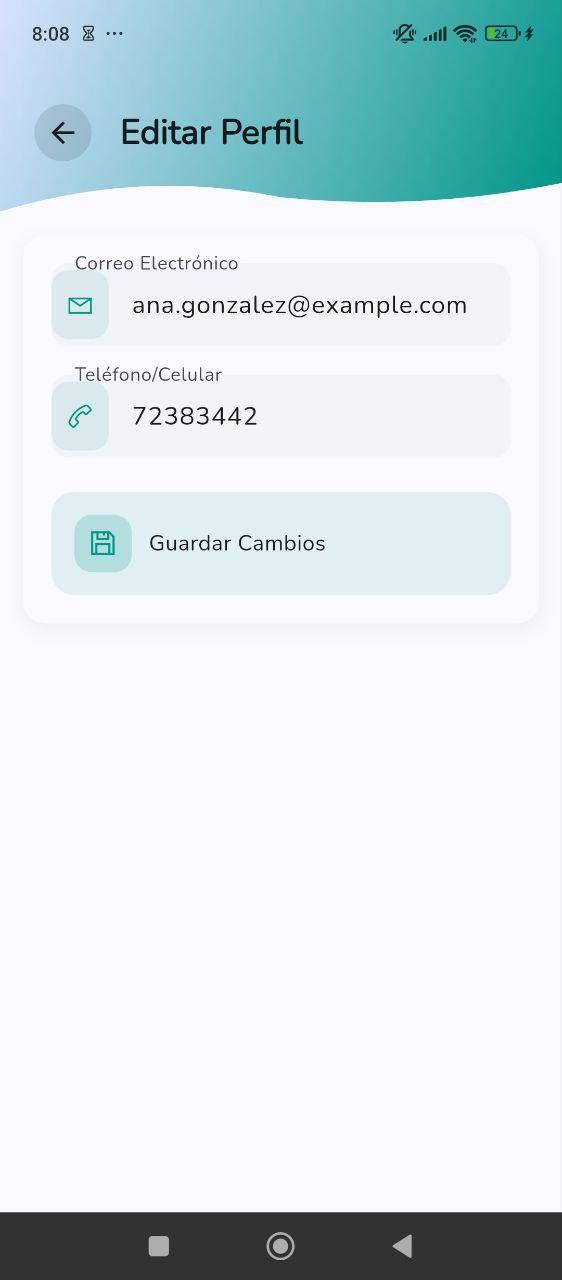 8:08
24
Editar Perfil
Correo Electrónico
ana.gonzalez@example.com
Teléfono/Celular
72383442
Guardar Cambios